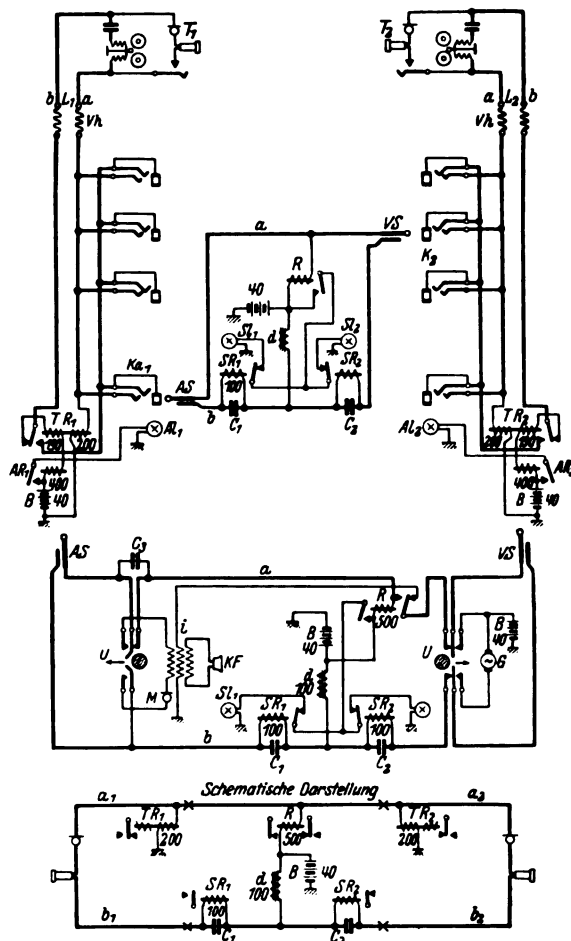 T₁ T₂
b L₁ a a L₂ b
Vh Vh
a VS
R K₂
40
Sl₁ d Sl₂
Ka₁ SR₁ SR₂
AS 100
b C₁ C₂
TR₁ TR₂
150 200 200 150
Al₁ Al₂
AR₁ AR₂
400 400
B 40 B 40
AS C₃ VS
a
R
i 500
U B 40 U B 40
KF G
M d 100
Sl₁ SR₁ SR₂
100 100
b C₁ C₂
Schematische Darstellung
a₁ a₂
TR₁ R TR₂
200 500 200
d B 40
100
SR₁ SR₂
100
b₁ C₁ C₂ b₂